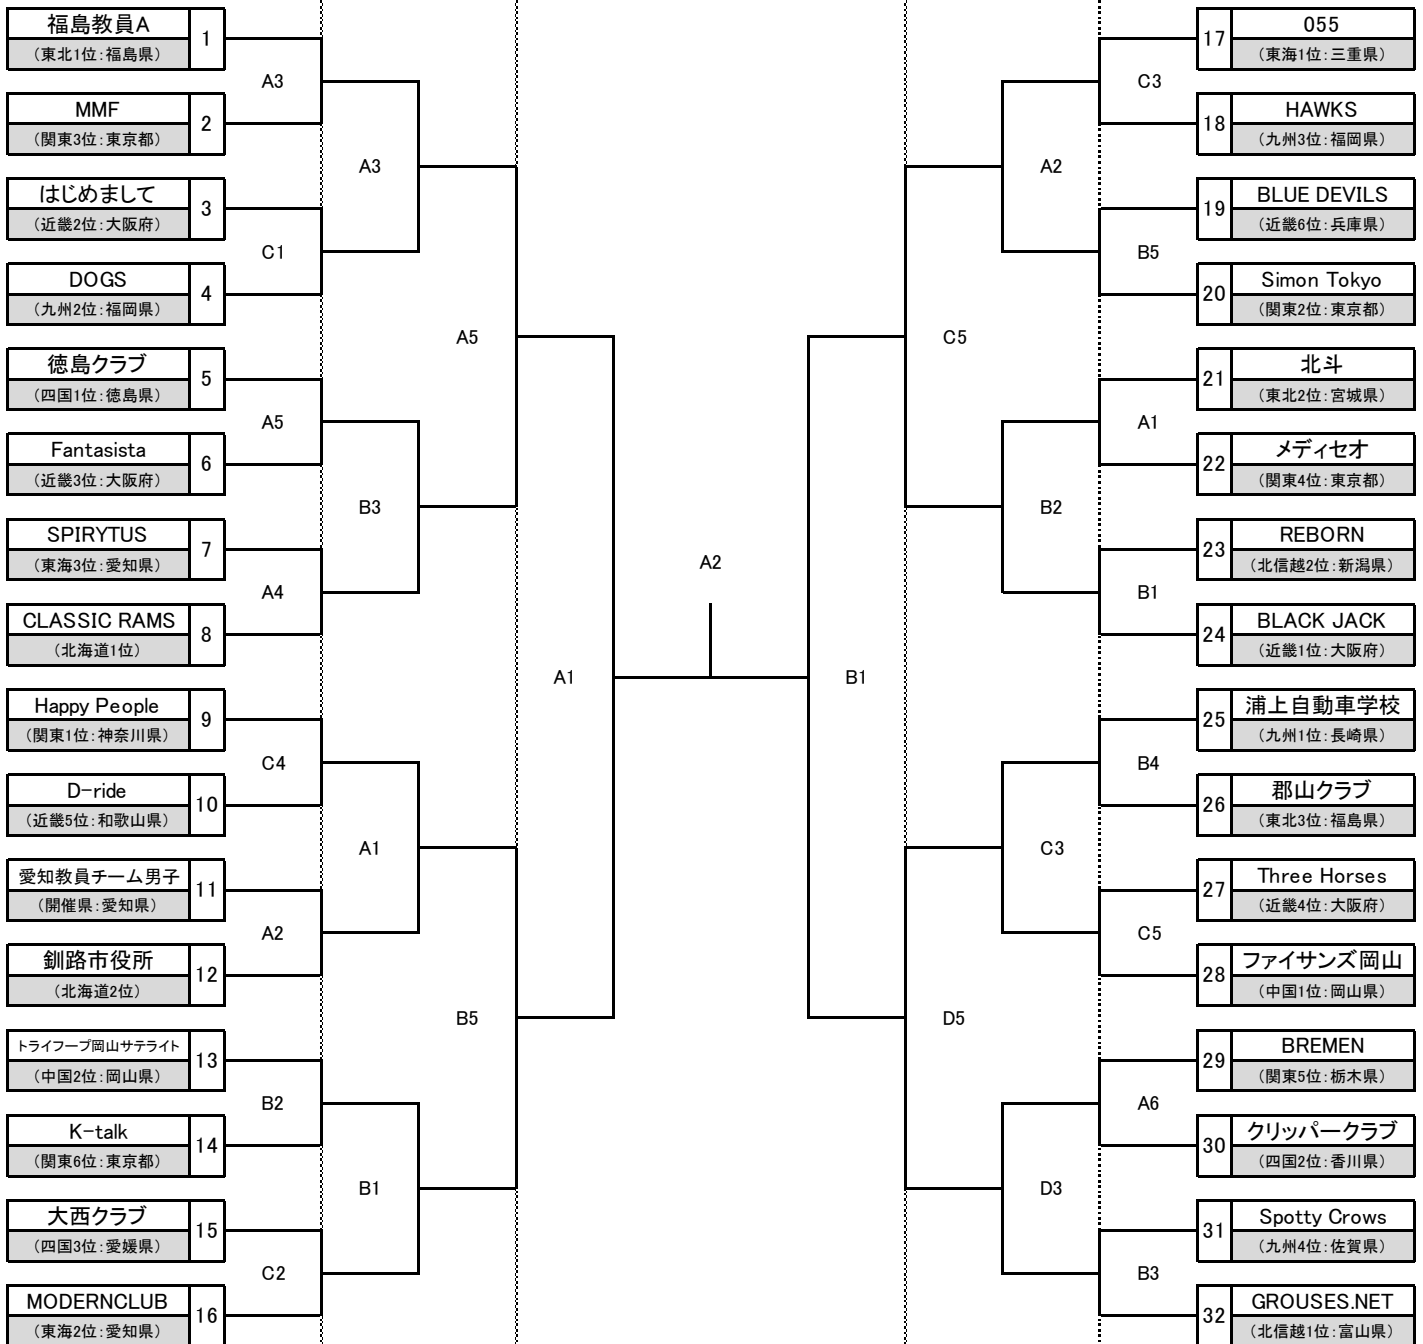 福島教員A
1
（東北1位：福島県）
A3
MMF
2
（関東3位：東京都）
A3
はじめまして
3
（近畿2位：大阪府）
C1
DOGS
4
（九州2位：福岡県）
A5
徳島クラブ
5
（四国1位：徳島県）
A5
Fantasista
6
（近畿3位：大阪府）
B3
SPIRYTUS
7
（東海3位：愛知県）
A4
CLASSIC RAMS
8
（北海道1位）
A1
Happy People
9
（関東1位：神奈川県）
C4
D-ride
10
（近畿5位：和歌山県）
A1
愛知教員チーム男子
11
（開催県：愛知県）
A2
釧路市役所
12
（北海道2位）
B5
トライフープ岡山サテライト
13
（中国2位：岡山県）
B2
K-talk
14
（関東6位：東京都）
B1
大西クラブ
15
（四国3位：愛媛県）
C2
MODERNCLUB
16
（東海2位：愛知県）
A2
17
055
（東海1位：三重県）
C3
18
HAWKS
（九州3位：福岡県）
A2
19
BLUE DEVILS
（近畿6位：兵庫県）
B5
20
Simon Tokyo
（関東2位：東京都）
C5
21
北斗
（東北2位：宮城県）
A1
22
メディセオ
（関東4位：東京都）
B2
23
REBORN
（北信越2位：新潟県）
B1
24
BLACK JACK
（近畿1位：大阪府）
B1
25
浦上自動車学校
（九州1位：長崎県）
B4
26
郡山クラブ
（東北3位：福島県）
C3
27
Three Horses
（近畿4位：大阪府）
C5
28
ファイサンズ岡山
（中国1位：岡山県）
D5
29
BREMEN
（関東5位：栃木県）
A6
30
クリッパークラブ
（四国2位：香川県）
D3
31
Spotty Crows
（九州4位：佐賀県）
B3
32
GROUSES.NET
（北信越1位：富山県）